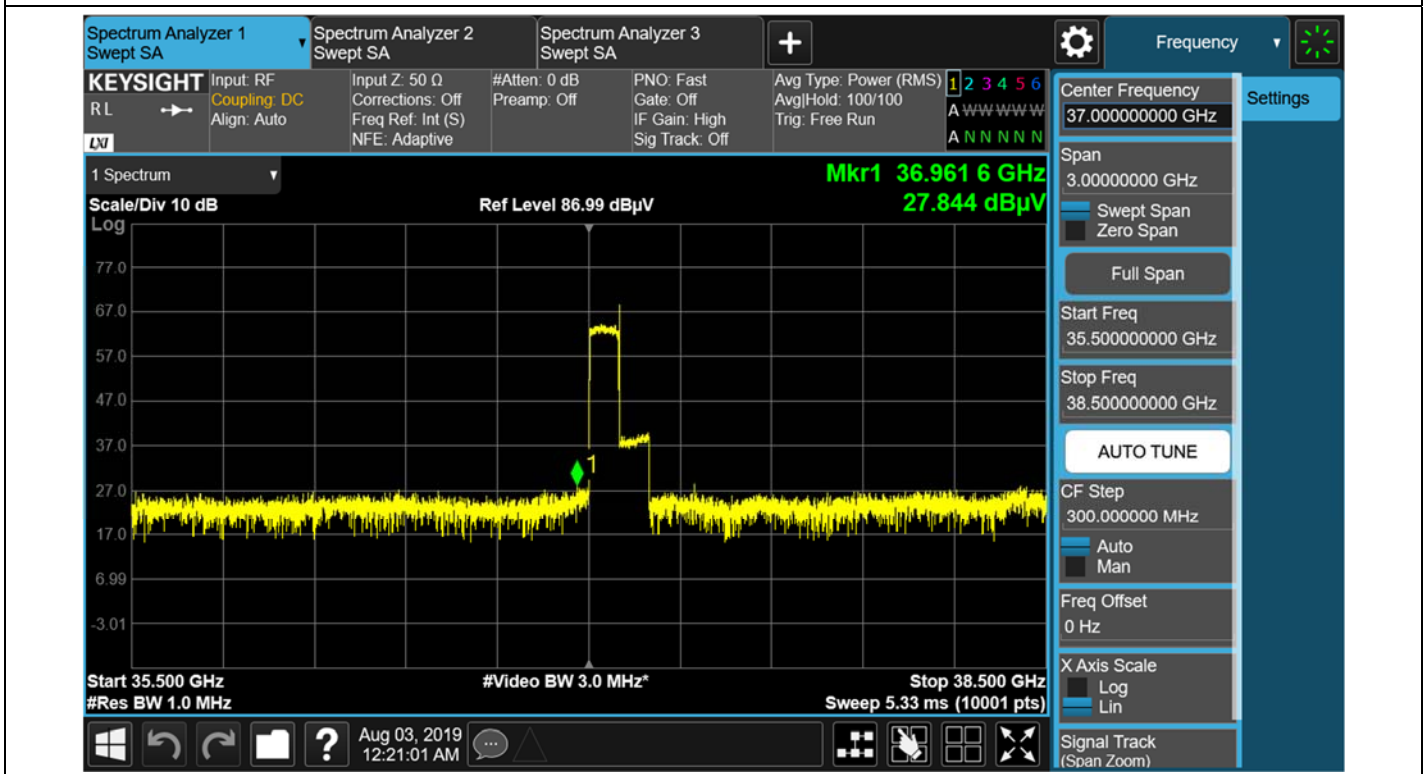 Spectrum Analyzer 1
Swept SA
Spectrum Analyzer 2
Swept SA
Spectrum Analyzer 3
Swept SA
Frequency
KEYSIGHT
RL
LXI
Input: RF
Coupling: DC
Align: Auto
Input Z: 50 Ω
Corrections: Off
Freq Ref: Int (S)
NFE: Adaptive
#Atten: 0 dB
Preamp: Off
PNO: Fast
Gate: Off
IF Gain: High
Sig Track: Off
Avg Type: Power (RMS)
Avg|Hold: 100/100
Trig: Free Run
1 2 3 4 5 6
A W W W W W
A N N N N N
1 Spectrum
Scale/Div 10 dB
Log
Ref Level 86.99 dBµV
Mkr1 36.961 6 GHz
27.844 dBµV
77.0
67.0
57.0
47.0
37.0
1
27.0
17.0
6.99
-3.01
Start 35.500 GHz
#Res BW 1.0 MHz
#Video BW 3.0 MHz*
Stop 38.500 GHz
Sweep 5.33 ms (10001 pts)
?
Aug 03, 2019
12:21:01 AM
Center Frequency
37.000000000 GHz
Settings
Span
3.00000000 GHz
Swept Span
Zero Span
Full Span
Start Freq
35.500000000 GHz
Stop Freq
38.500000000 GHz
AUTO TUNE
CF Step
300.000000 MHz
Auto
Man
Freq Offset
0 Hz
X Axis Scale
Log
Lin
Signal Track
(Span Zoom)